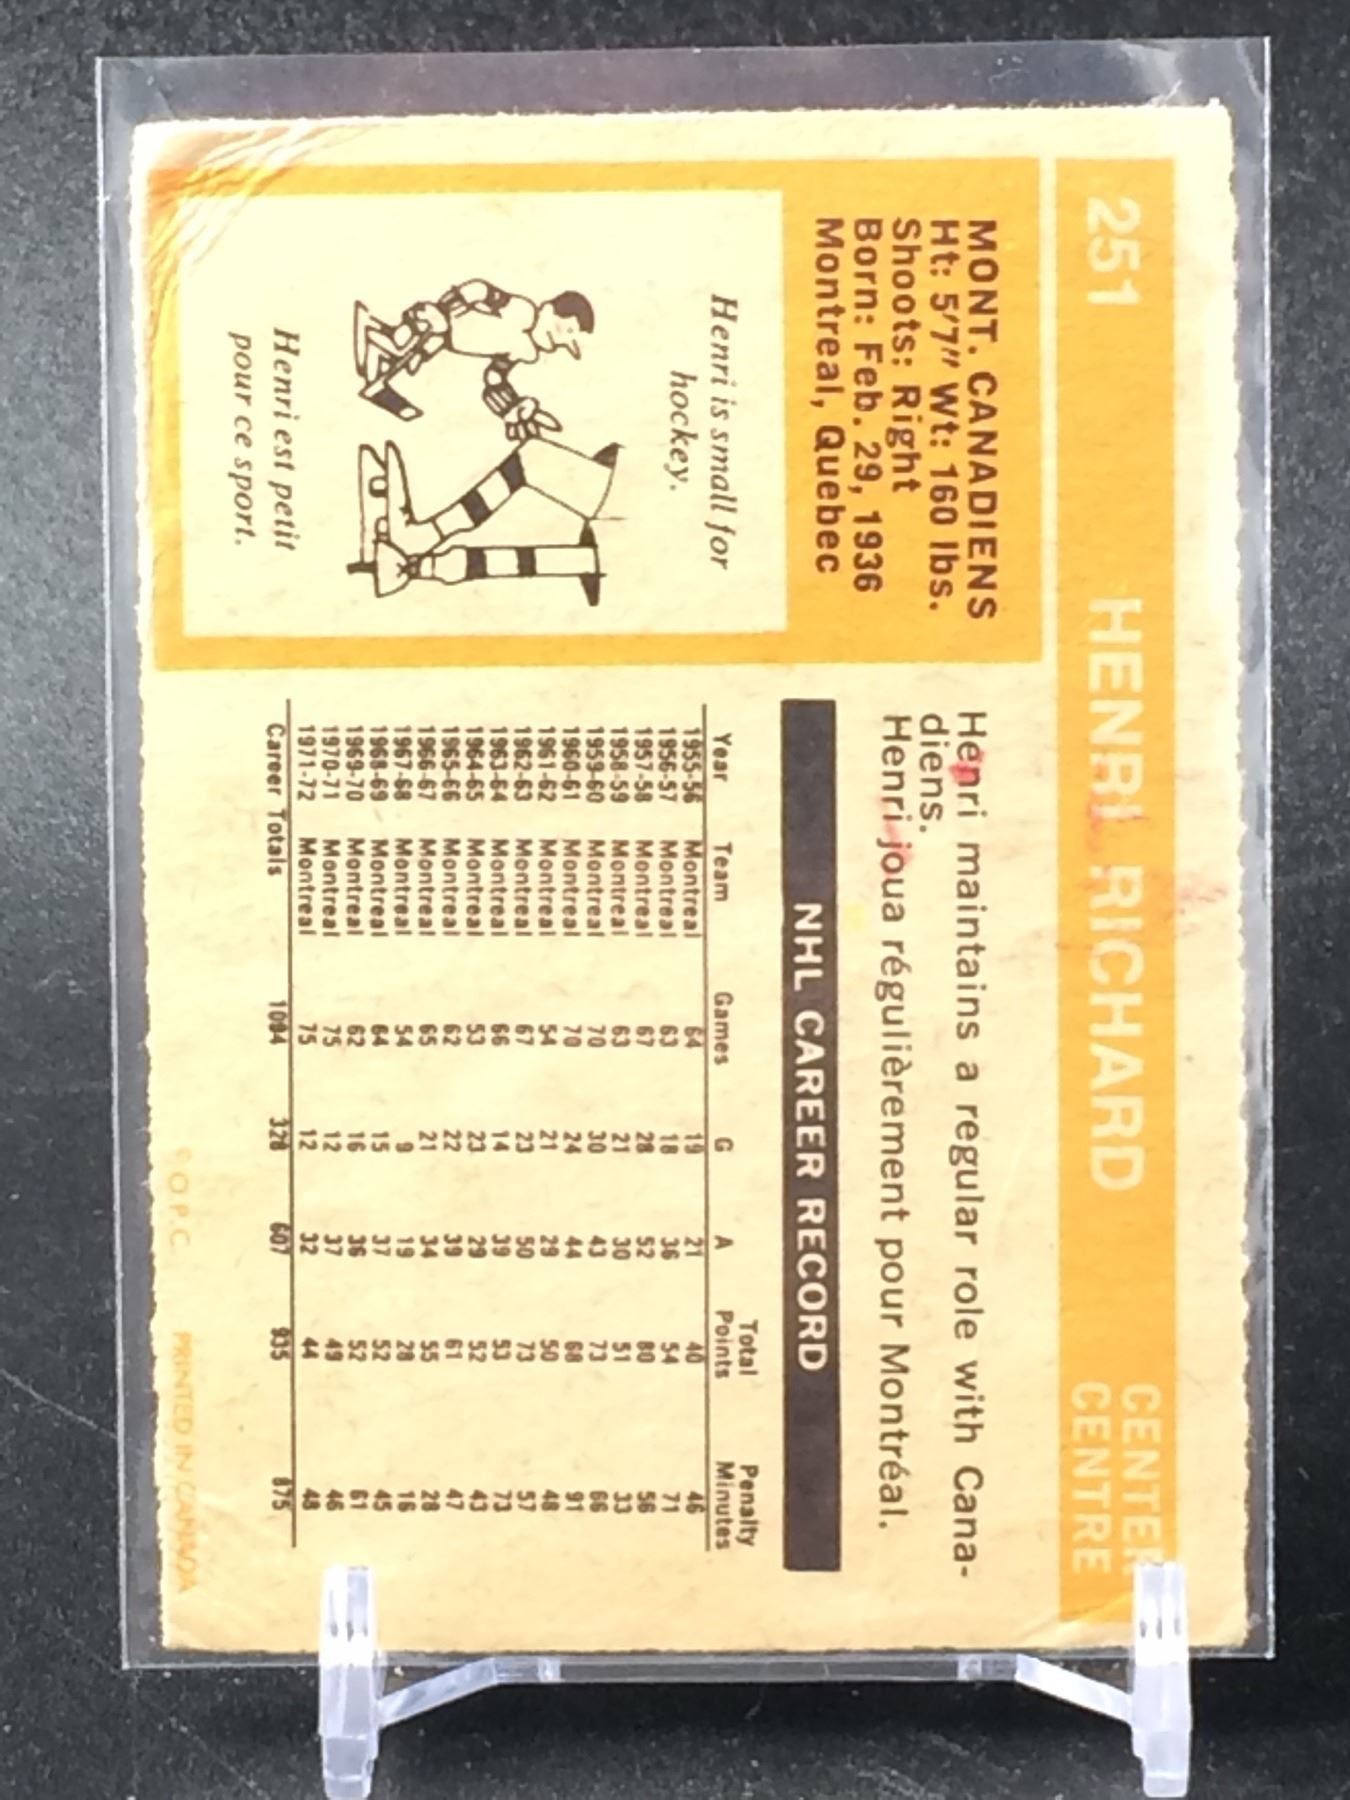 251 HENRI RICHARD CENTER
CENTRE
MONT. CANADIENS
Ht: 5'7" Wt: 160 lbs.
Shoots: Right
Born: Feb. 29, 1936
Montreal, Quebec
Henri is small for
hockey.
Henri est petit
pour ce sport.
Henri maintains a regular role with Cana-
diens.
Henri joua régulièrement pour Montréal.
NHL CAREER RECORD
Year Team Games G A Total Points Penalty Minutes
1955-56 Montreal 64 19 21 40 46
1956-57 Montreal 63 18 36 54 71
1957-58 Montreal 67 28 52 80 56
1958-59 Montreal 63 21 30 51 33
1959-60 Montreal 70 30 43 73 66
1960-61 Montreal 70 24 44 68 91
1961-62 Montreal 54 21 29 50 48
1962-63 Montreal 67 23 50 73 57
1963-64 Montreal 66 14 39 53 73
1964-65 Montreal 53 23 29 52 43
1965-66 Montreal 62 22 39 61 47
1966-67 Montreal 65 21 34 55 28
1967-68 Montreal 54 9 19 28 16
1968-69 Montreal 64 15 37 52 45
1969-70 Montreal 62 16 36 52 61
1970-71 Montreal 75 12 37 49 46
1971-72 Montreal 75 12 32 44 48
Career Totals 1094 328 607 935 875
© O.P.C. PRINTED IN CANADA